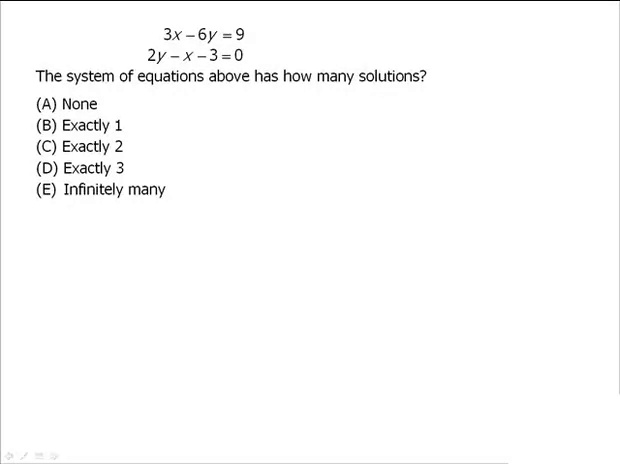 3x – 6y = 9
2y – x – 3 = 0
The system of equations above has how many solutions?
(A) None
(B) Exactly 1
(C) Exactly 2
(D) Exactly 3
(E) Infinitely many